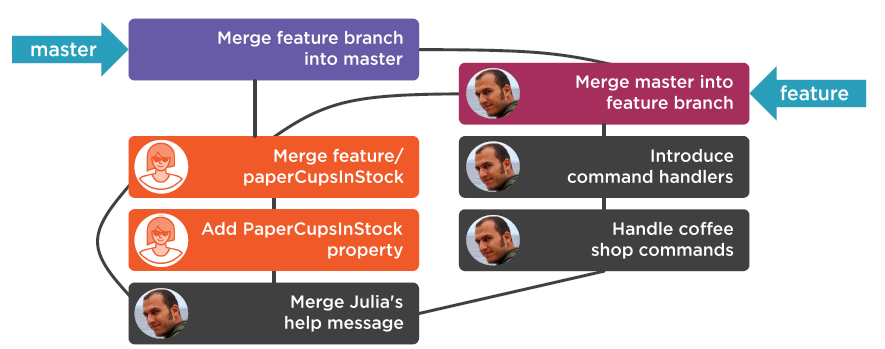 master
Merge feature branch
into master
Merge master into
feature branch
feature
Merge feature/
paperCupsInStock
Introduce
command handlers
Add PaperCupsInStock
property
Handle coffee
shop commands
Merge Julia's
help message